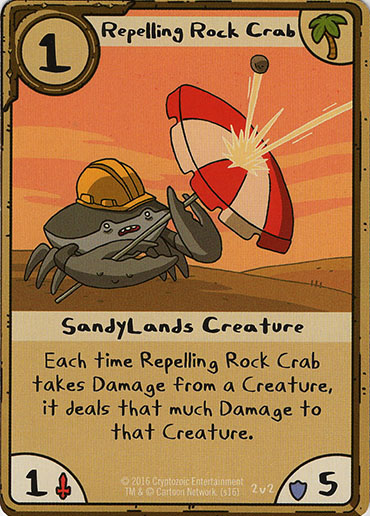 1
Repelling Rock Crab
SandyLands Creature
Each time Repelling Rock Crab
takes Damage from a Creature,
it deals that much Damage to
that Creature.
1
© 2016 Cryptozoic Entertainment
TM & © Cartoon Network. (s16)
2v2
5